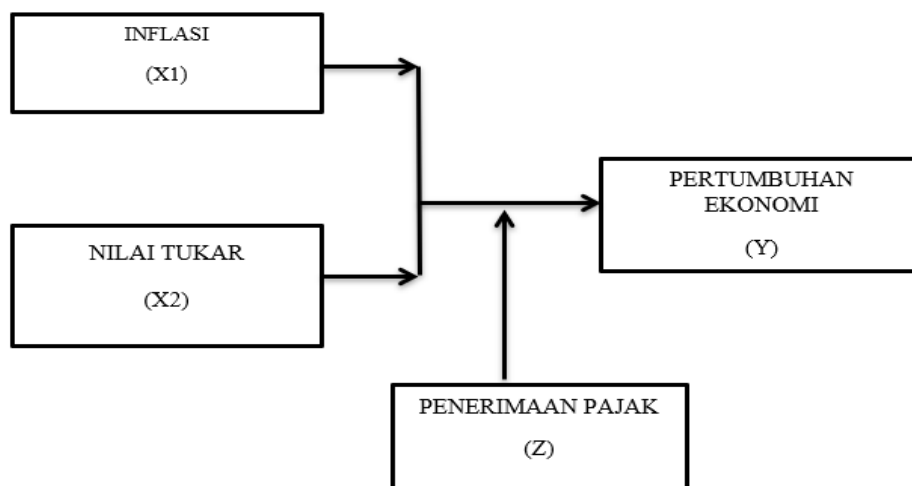 INFLASI
(X1)
NILAI TUKAR
(X2)
PERTUMBUHAN
EKONOMI
(Y)
PENERIMAAN PAJAK
(Z)